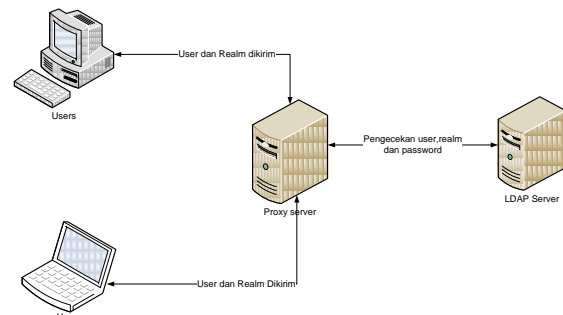 User dan Realm dikirim
Users
Pengecekan user,realm
dan password
Proxy server
LDAP Server
User dan Realm Dikirim